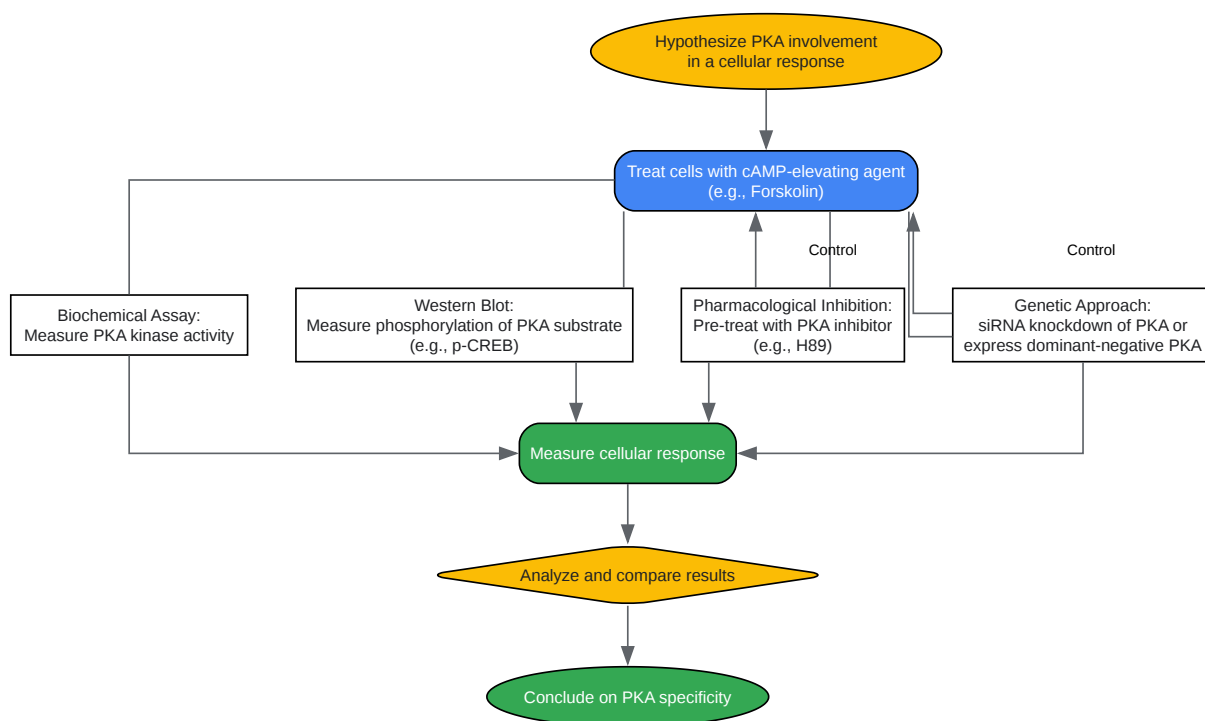 Hypothesize PKA involvement
in a cellular response
Treat cells with cAMP-elevating agent
(e.g., Forskolin)
Control
Control
Biochemical Assay:
Measure PKA kinase activity
Western Blot:
Measure phosphorylation of PKA substrate
(e.g., p-CREB)
Pharmacological Inhibition:
Pre-treat with PKA inhibitor
(e.g., H89)
Genetic Approach:
siRNA knockdown of PKA or
express dominant-negative PKA
Measure cellular response
Analyze and compare results
Conclude on PKA specificity